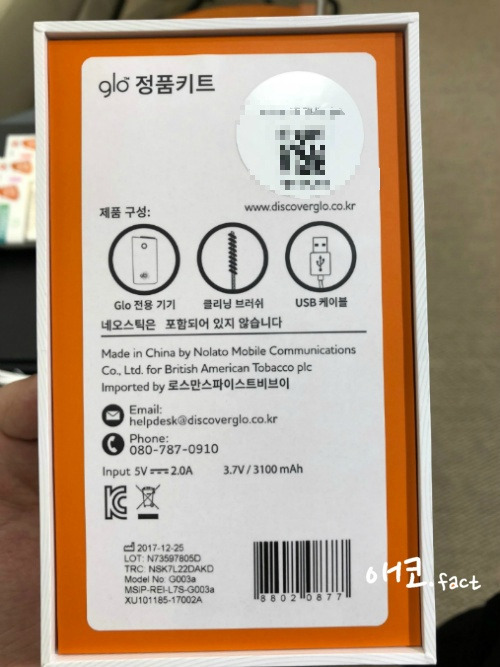 glo™ 정품키트
www.discoverglo.co.kr
제품 구성:
Glo 전용 기기
클리닝 브러쉬
USB 케이블
네오스틱은 포함되어 있지 않습니다
Made in China by Nolato Mobile Communications
Co., Ltd. for British American Tobacco plc
Imported by 로스만스파이스트비브이
Email:
helpdesk@discoverglo.co.kr
Phone:
080-787-0910
Input 5V 2.0A 3.7V / 3100 mAh
2017-12-25
LOT: N73597805D
TRC: NSK7L22DAKD
Model No: G003a
MSIP-REI-L7S-G003a
XU101185-17002A
8802 0877
애코.fact